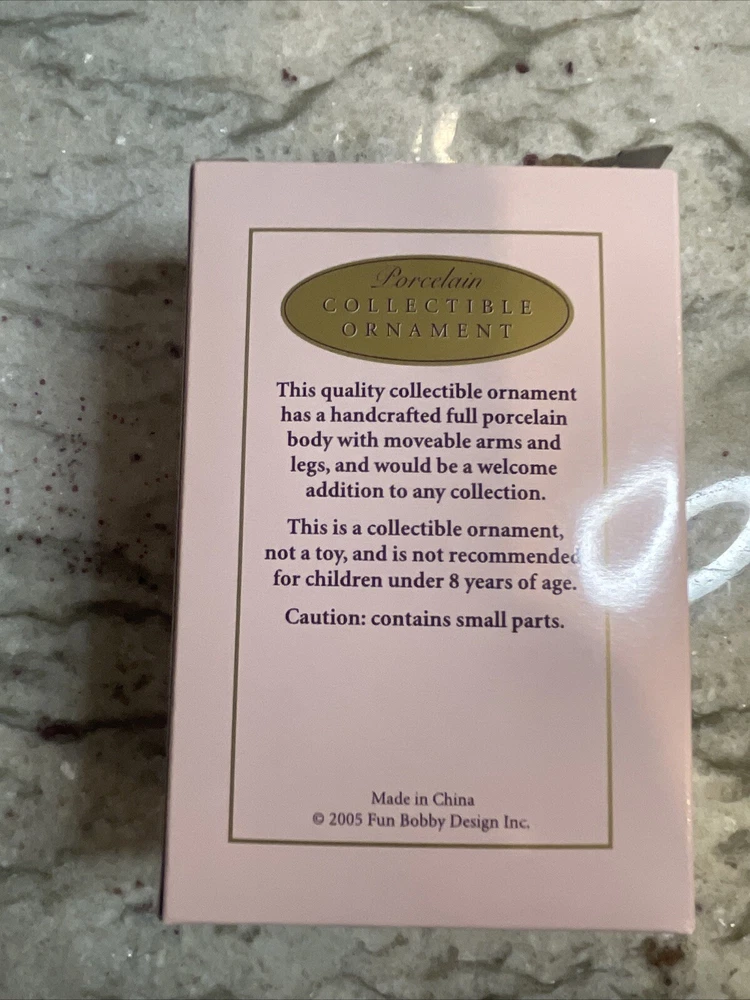 Porcelain
COLLECTIBLE
ORNAMENT
This quality collectible ornament
has a handcrafted full porcelain
body with moveable arms and
legs, and would be a welcome
addition to any collection.
This is a collectible ornament,
not a toy, and is not recommended
for children under 8 years of age.
Caution: contains small parts.
Made in China
© 2005 Fun Bobby Design Inc.